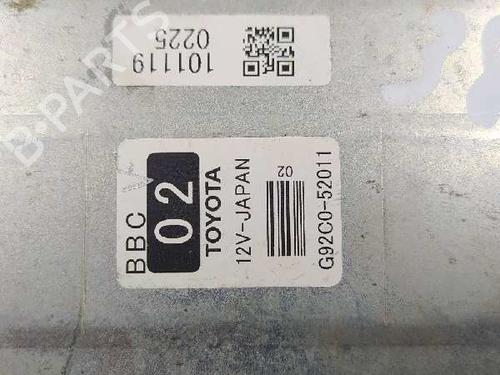 101119
0225
BBC
02
TOYOTA
12V-JAPAN
02
G92C0-52011
B-PARTS